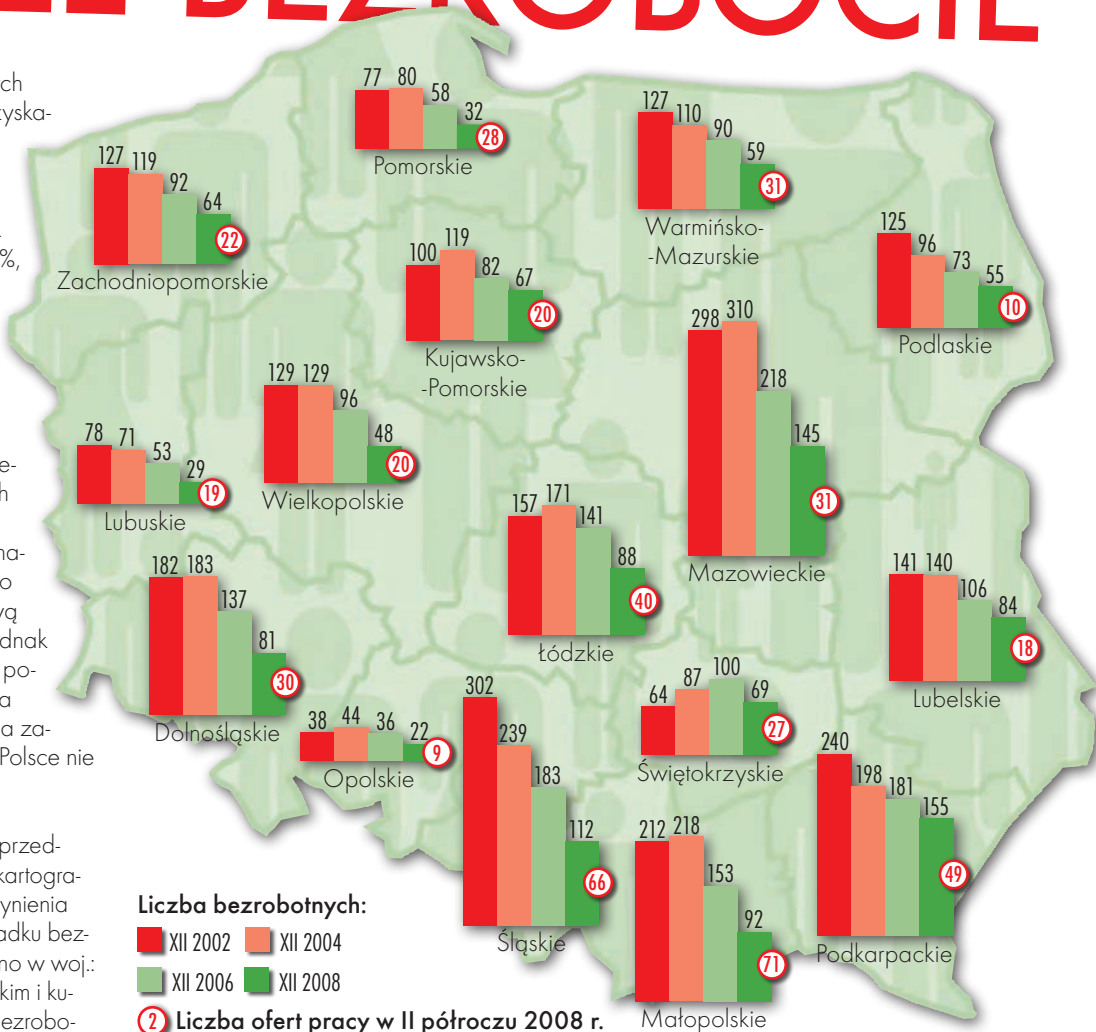 BEZROBOCIE
ch
yska-
%,
e-
h
na-
o
dnak
po-
a
a za-
Polsce nie
przed-
kartogra-
ynienia
adku bez-
no w woj.:
kim i ku-
ezrobo-
77 80 58 32 28
Pomorskie
127 110 90 59 31
Warmińsko-
-Mazurskie
127 119 92 64 22
Zachodniopomorskie
125 96 73 55 10
Podlaskie
100 119 82 67 20
Kujawsko-
-Pomorskie
298 310 218 145 31
Mazowieckie
129 129 96 48 20
Wielkopolskie
78 71 53 29 19
Lubuskie
157 171 141 88 40
Łódzkie
141 140 106 84 18
Lubelskie
182 183 137 81 30
Dolnośląskie
38 44 36 22 9
Opolskie
302 239 183 112 66
Śląskie
64 87 100 69 27
Świętokrzyskie
240 198 181 155 49
Podkarpackie
212 218 153 92 71
Małopolskie
Liczba bezrobotnych:
XII 2002 XII 2004
XII 2006 XII 2008
2 Liczba ofert pracy w II półroczu 2008 r.